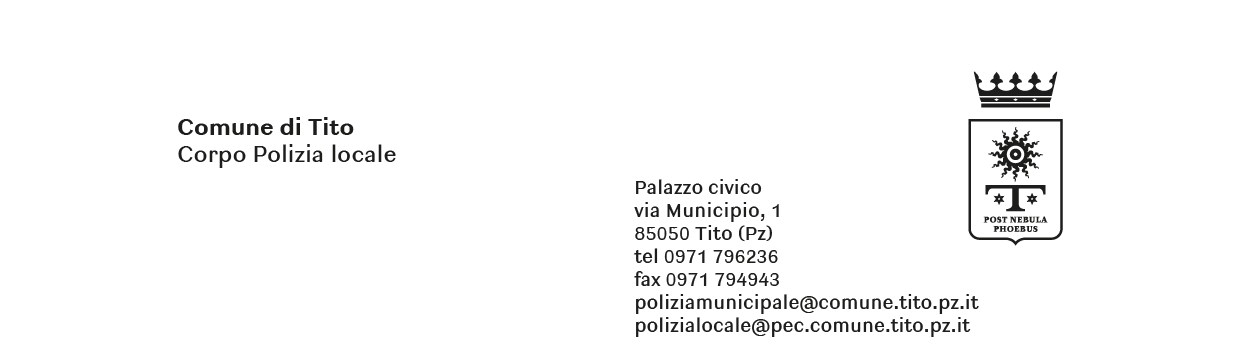 Comune di Tito
Corpo Polizia locale
Palazzo civico
via Municipio, 1
85050 Tito (Pz)
tel 0971 796236
fax 0971 794943
poliziamunicipale@comune.tito.pz.it
polizialocale@pec.comune.tito.pz.it
T
POST NEBULA
PHOEBUS